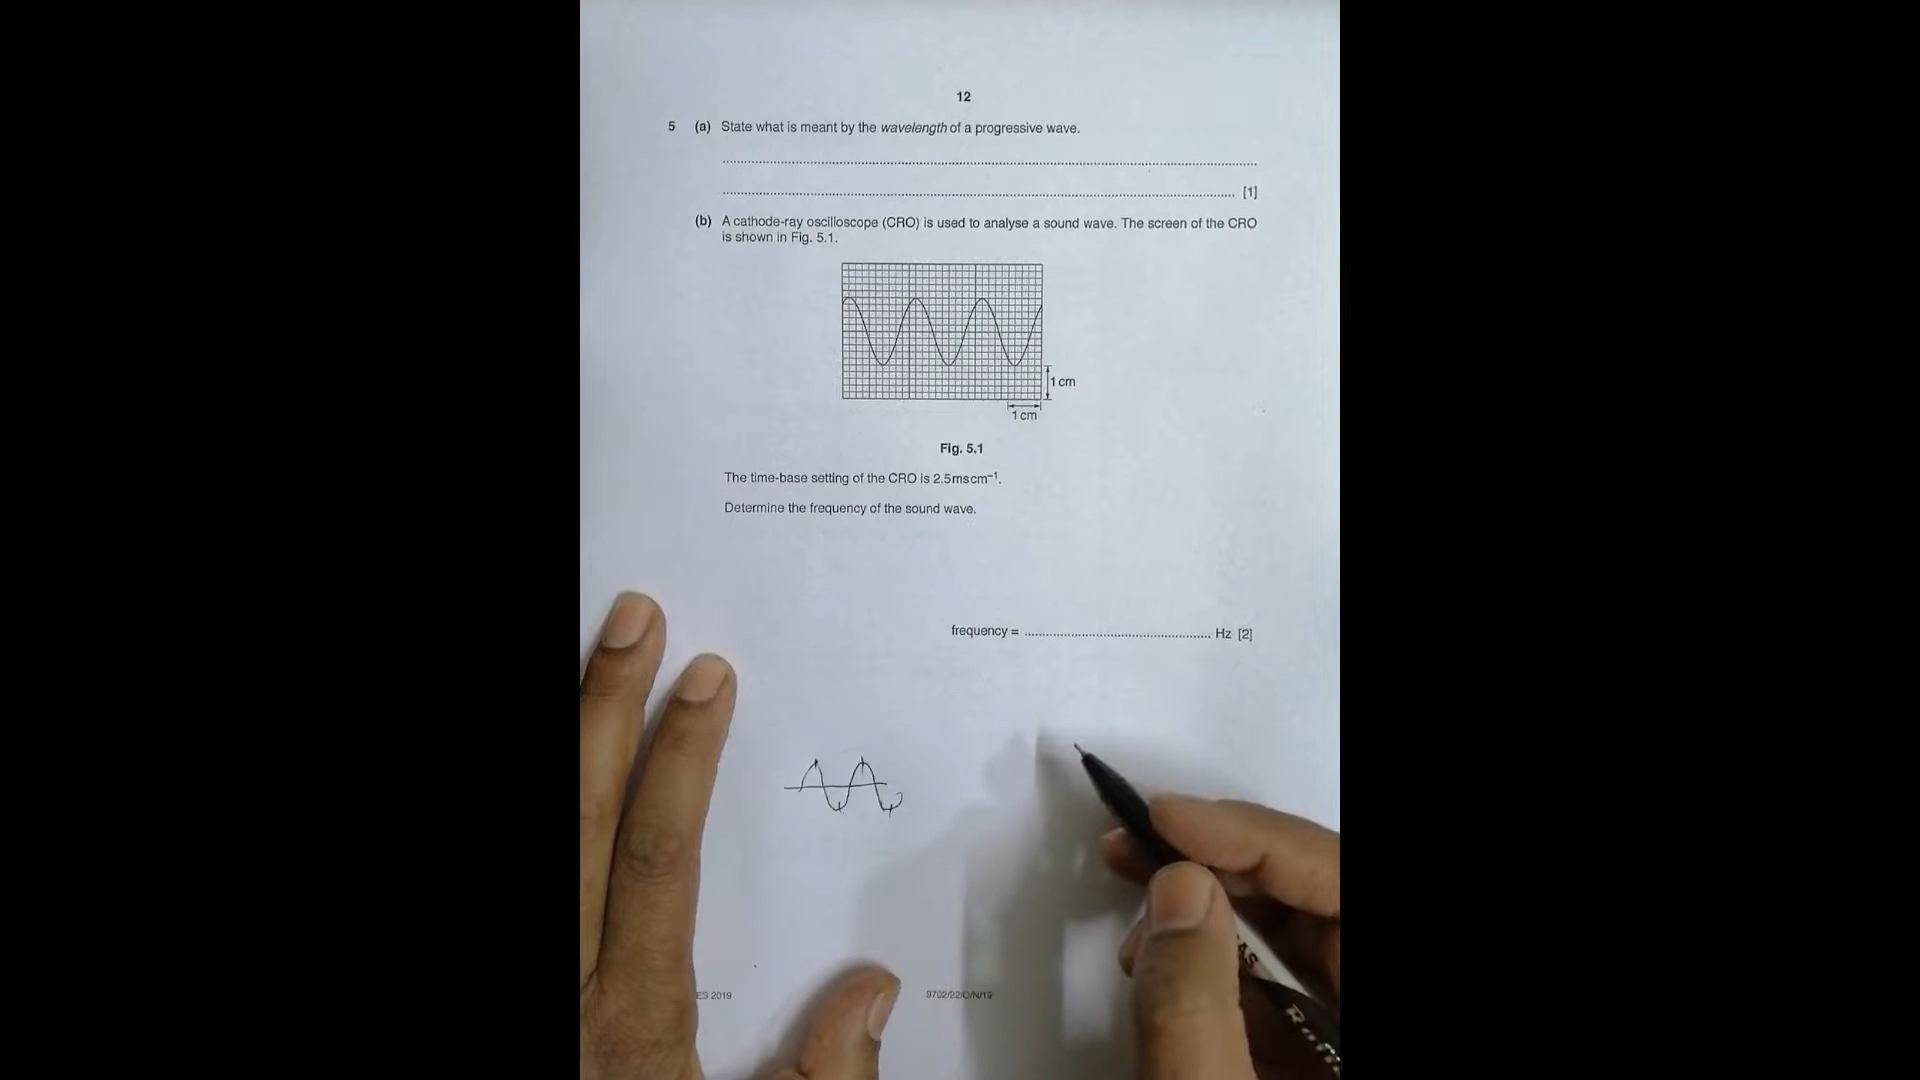 12
5 (a) State what is meant by the wavelength of a progressive wave.
[1]
(b) A cathode-ray oscilloscope (CRO) is used to analyse a sound wave. The screen of the CRO
is shown in Fig. 5.1.
1 cm
1 cm
Fig. 5.1
The time-base setting of the CRO is 2.5 ms cm⁻¹.
Determine the frequency of the sound wave.
frequency = ................................................... Hz [2]
ES 2019 9702/22/O/N/19